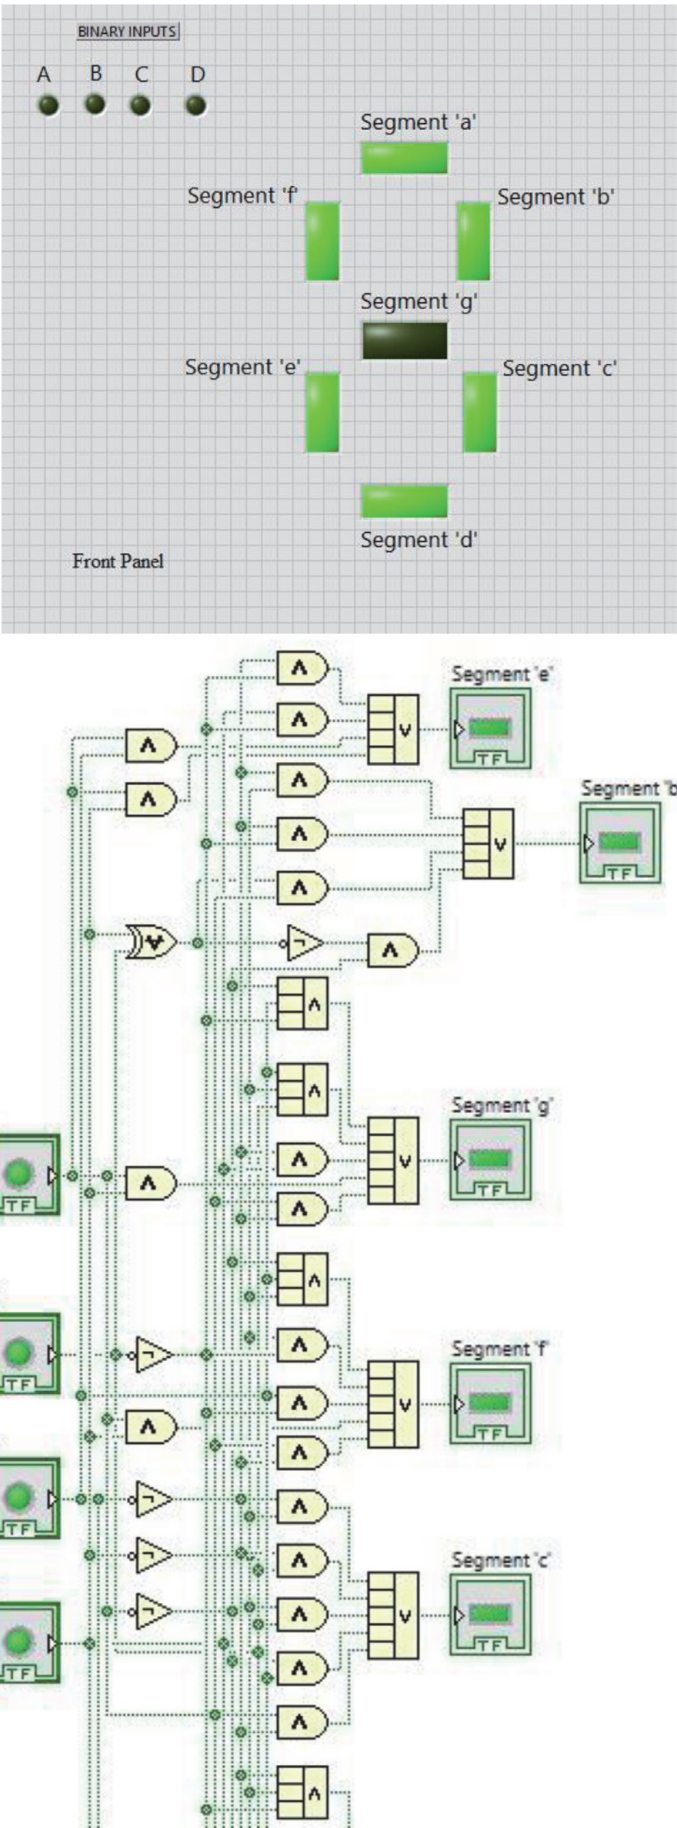 BINARY INPUTS
A B C D
Segment 'a'
Segment 'f' Segment 'b'
Segment 'g'
Segment 'e' Segment 'c'
Segment 'd'
Front Panel
Segment 'e'
TF
Segment 'b
TF
Segment 'g'
TF
TF
Segment 'f'
TF
TF
TF
Segment 'c'
TF
TF